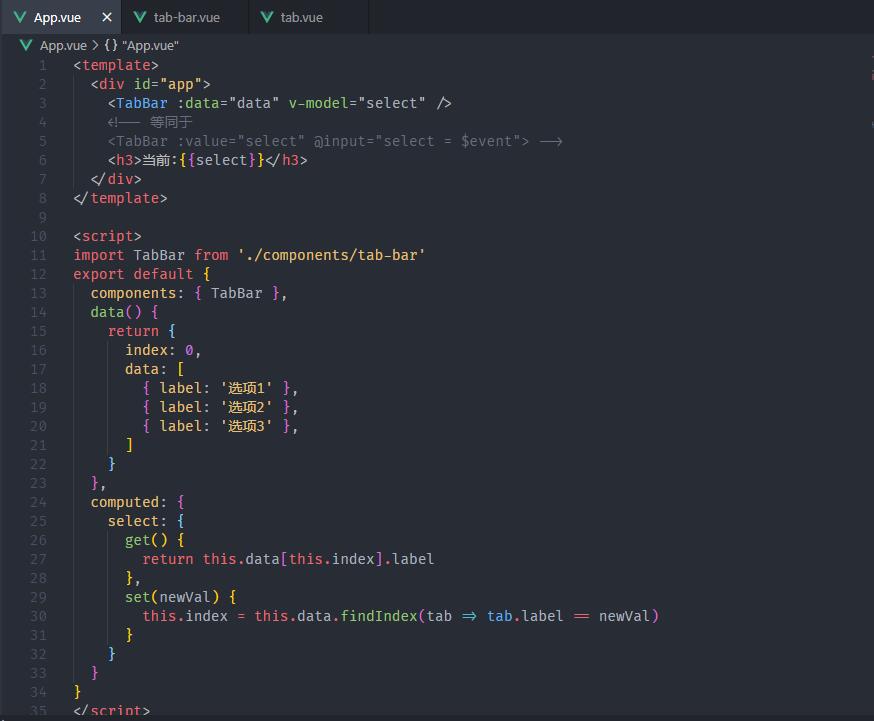 App.vue × tab-bar.vue tab.vue
App.vue > {} "App.vue"
1 <template>
2 <div id="app">
3 <TabBar :data="data" v-model="select" />
4 <!-- 等同于
5 <TabBar :value="select" @input="select = $event"> -->
6 <h3>当前:{{select}}</h3>
7 </div>
8 </template>
9
10 <script>
11 import TabBar from './components/tab-bar'
12 export default {
13 components: { TabBar },
14 data() {
15 return {
16 index: 0,
17 data: [
18 { label: '选项1' },
19 { label: '选项2' },
20 { label: '选项3' },
21 ]
22 }
23 },
24 computed: {
25 select: {
26 get() {
27 return this.data[this.index].label
28 },
29 set(newVal) {
30 this.index = this.data.findIndex(tab => tab.label == newVal)
31 }
32 }
33 }
34 }
35 </script>